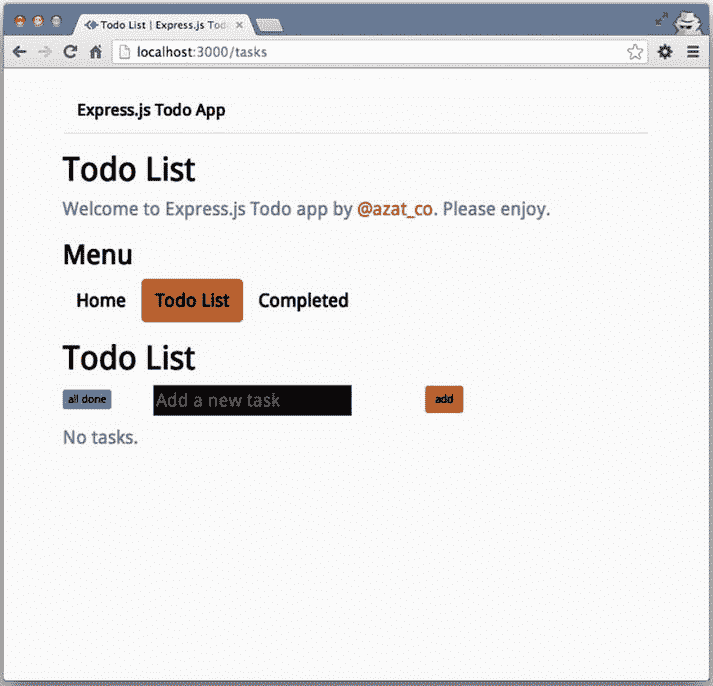 Todo List | Express.js Tod
localhost:3000/tasks
Express.js Todo App
Todo List
Welcome to Express.js Todo app by @azat_co. Please enjoy.
Menu
Home Todo List Completed
Todo List
all done Add a new task add
No tasks.